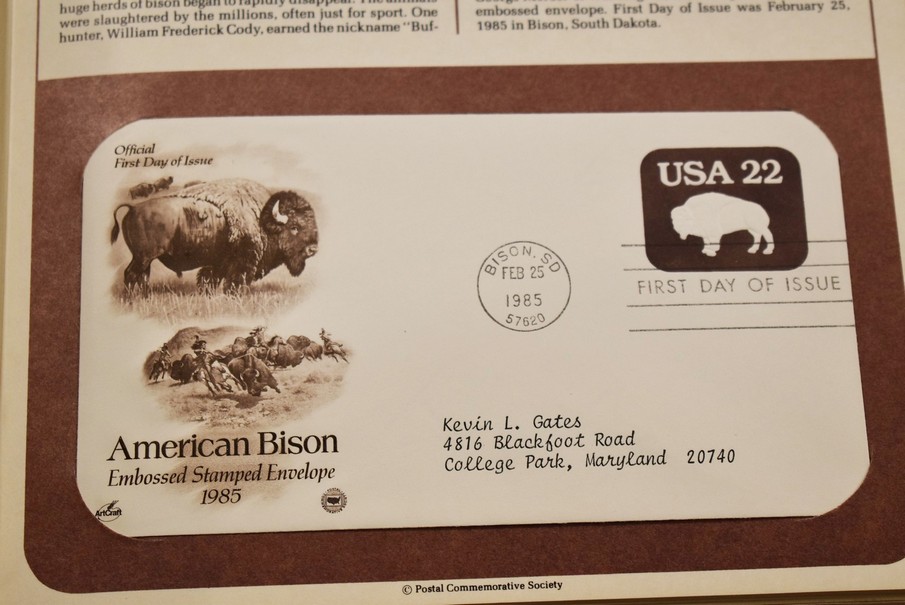 huge herds of bison began to rapidly disappear. The animals
were slaughtered by the millions, often just for sport. One
hunter, William Frederick Cody, earned the nickname "Buf-
embossed envelope. First Day of Issue was February 25,
1985 in Bison, South Dakota.
Official
First Day of Issue
USA 22
BISON, SD
FEB 25
1985
57620
FIRST DAY OF ISSUE
Kevin L. Gates
4816 Blackfoot Road
College Park, Maryland 20740
American Bison
Embossed Stamped Envelope
1985
ArtCraft
© Postal Commemorative Society